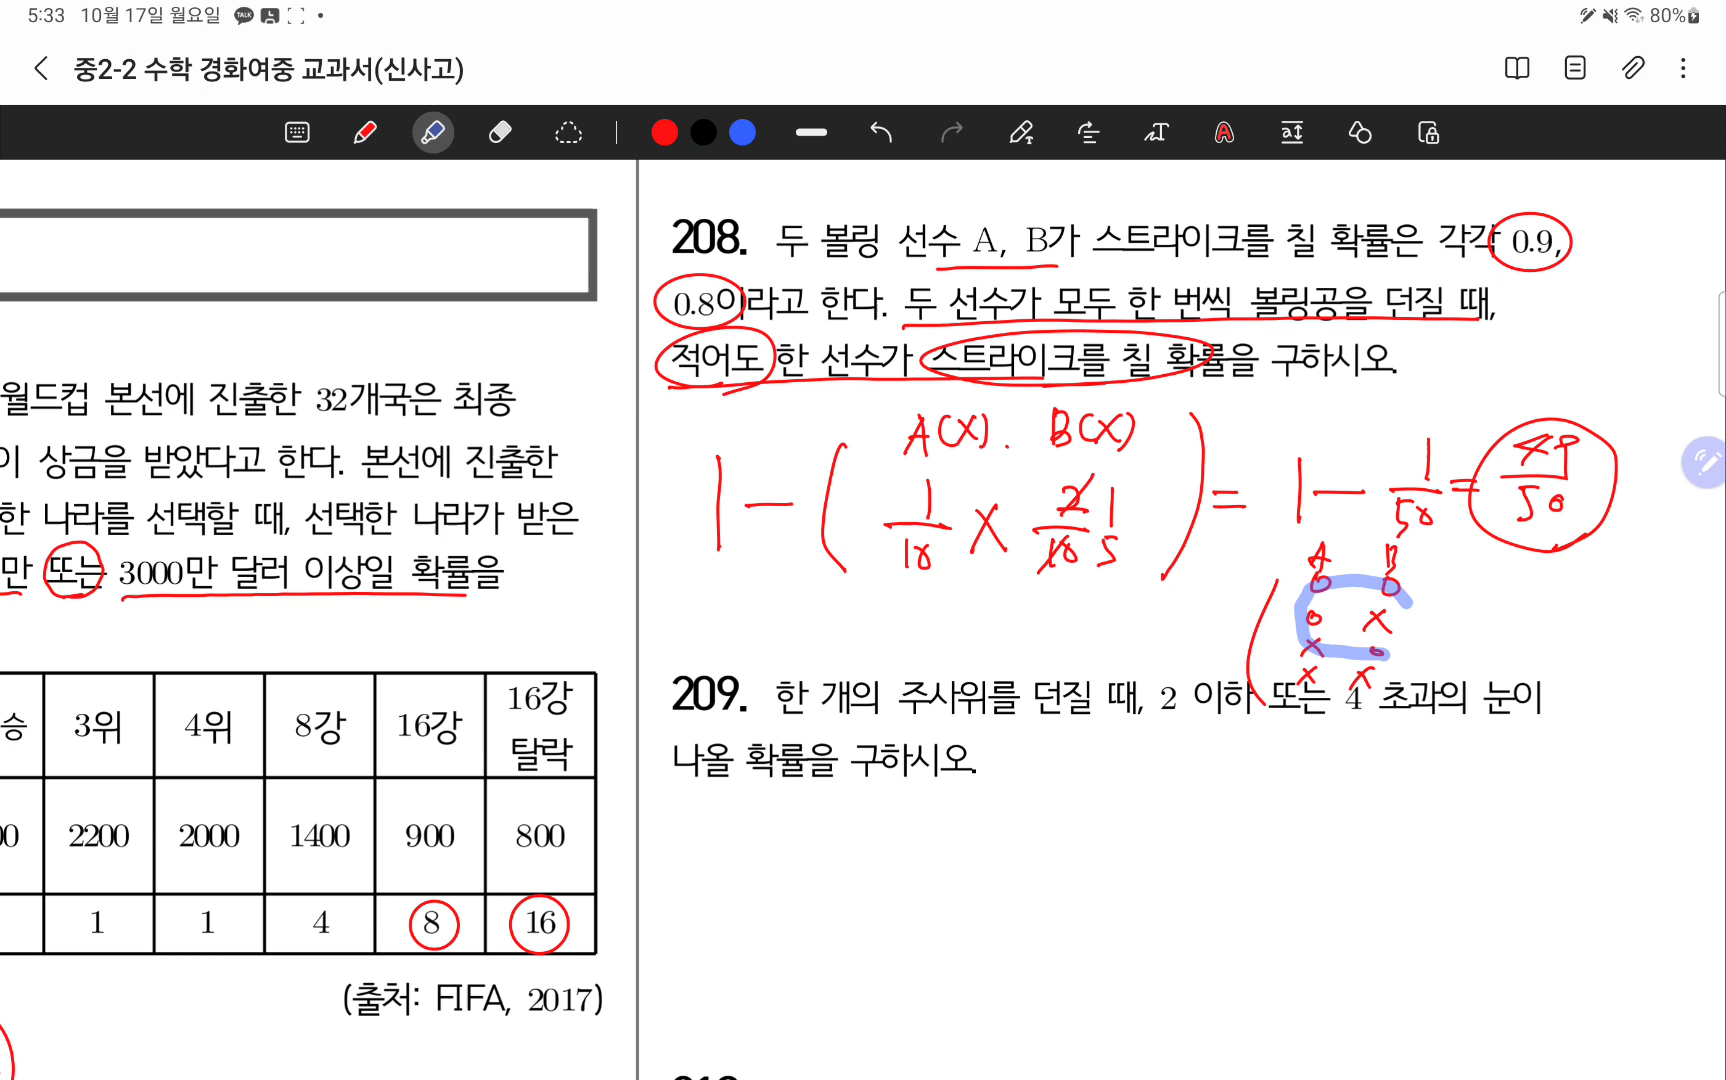 5:33 10월 17일 월요일 TALK 80%
중2-2 수학 경화여중 교과서(신사고)
월드컵 본선에 진출한 32개국은 최종
이 상금을 받았다고 한다. 본선에 진출한
한 나라를 선택할 때, 선택한 나라가 받은
만 또는 3000만 달러 이상일 확률을
승 3위 4위 8강 16강 16강 탈락
00 2200 2000 1400 900 800
1 1 4 8 16
(출처: FIFA, 2017)
208. 두 볼링 선수 A, B가 스트라이크를 칠 확률은 각각 0.9,
0.8이라고 한다. 두 선수가 모두 한 번씩 볼링공을 던질 때,
적어도 한 선수가 스트라이크를 칠 확률을 구하시오.
A(X). B(X)
1 - ( 1/10 X 2/10 1/5 ) = 1 - 1/50 = 49/50
A B
O O
O X
X O
X X
209. 한 개의 주사위를 던질 때, 2 이하 또는 4 초과의 눈이
나올 확률을 구하시오.